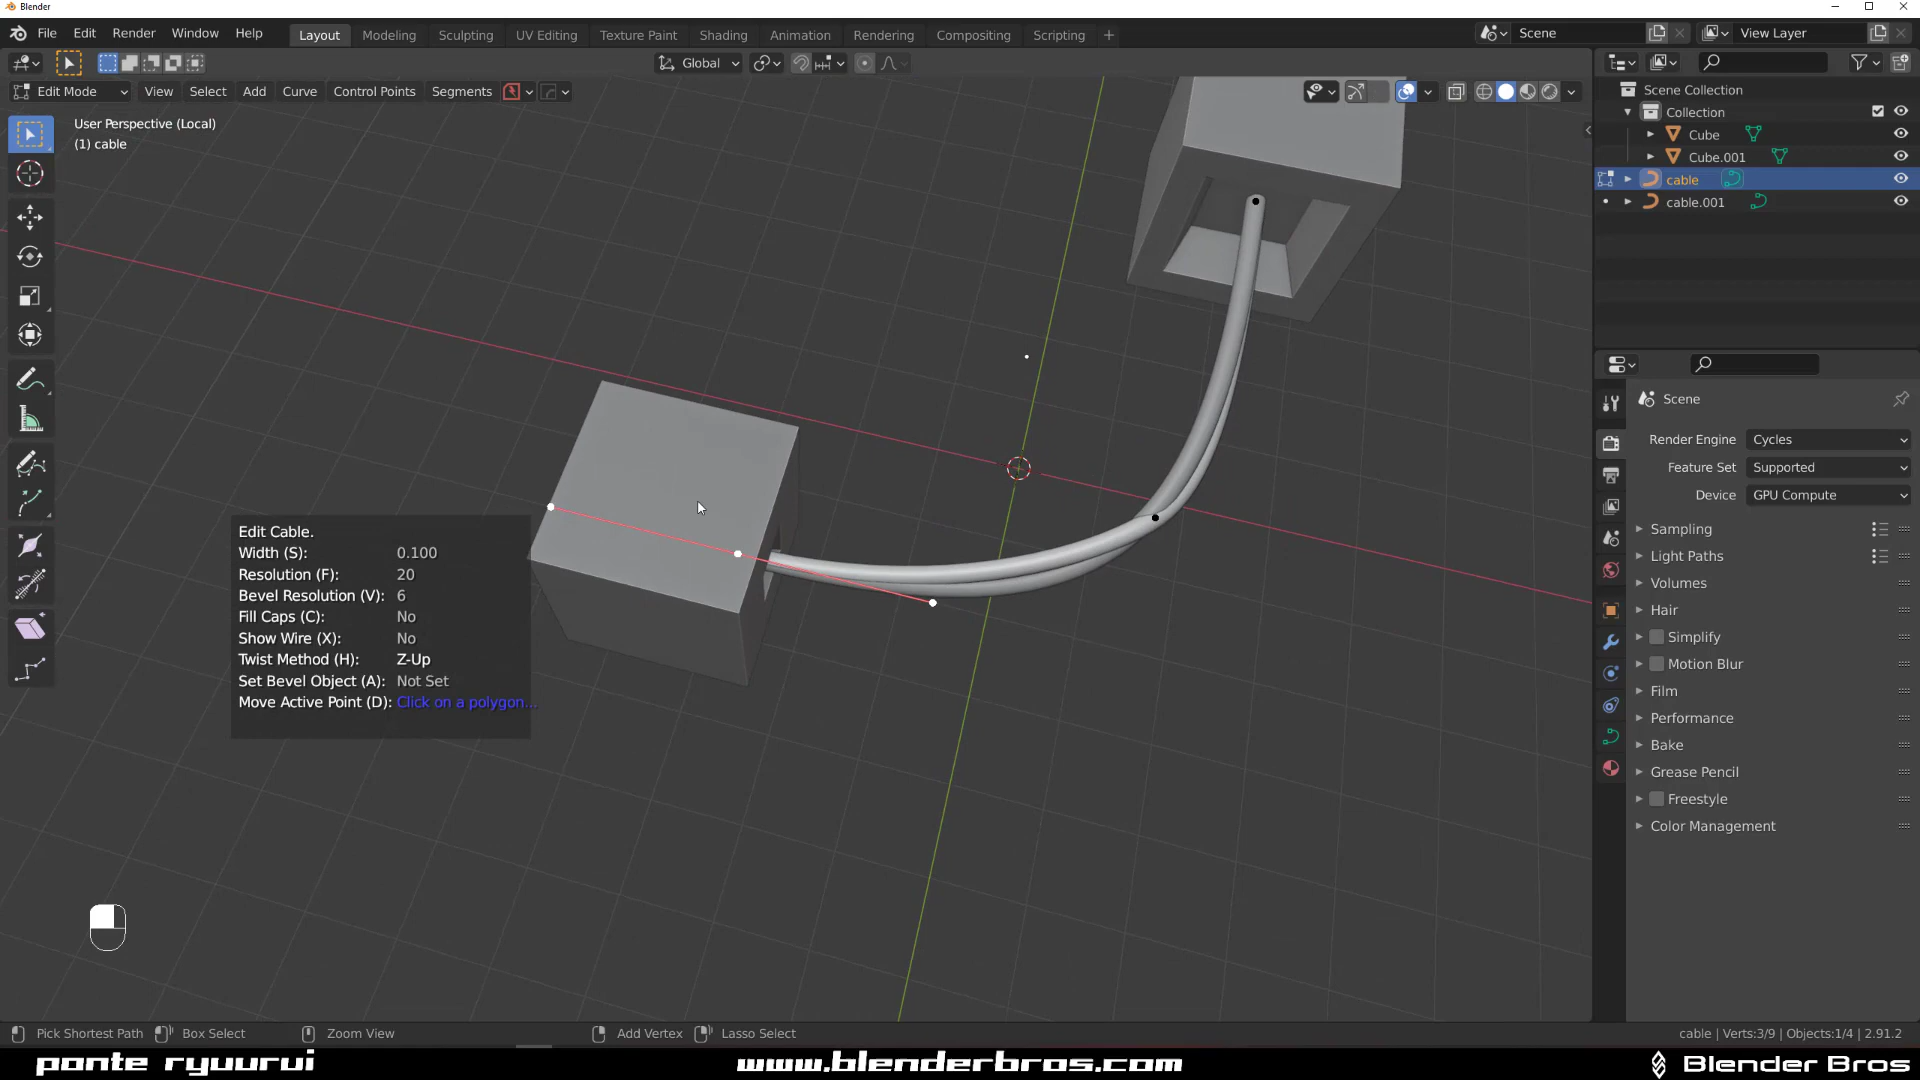 Blender
File Edit Render Window Help
Layout Modeling Sculpting UV Editing Texture Paint Shading Animation Rendering Compositing Scripting +
Scene
View Layer
Global
Edit Mode View Select Add Curve Control Points Segments
User Perspective (Local)
(1) cable
Scene Collection
Collection
Cube
Cube.001
cable
cable.001
Scene
Render Engine Cycles
Feature Set Supported
Device GPU Compute
Sampling
Light Paths
Volumes
Hair
Simplify
Motion Blur
Film
Performance
Bake
Grease Pencil
Freestyle
Color Management
Edit Cable.
Width (S): 0.100
Resolution (F): 20
Bevel Resolution (V): 6
Fill Caps (C): No
Show Wire (X): No
Twist Method (H): Z-Up
Set Bevel Object (A): Not Set
Move Active Point (D): Click on a polygon...
Pick Shortest Path Box Select Zoom View Add Vertex Lasso Select
cable | Verts:3/9 | Objects:1/4 | 2.91.2
ponte ryuurui
www.blenderbros.com
Blender Bros